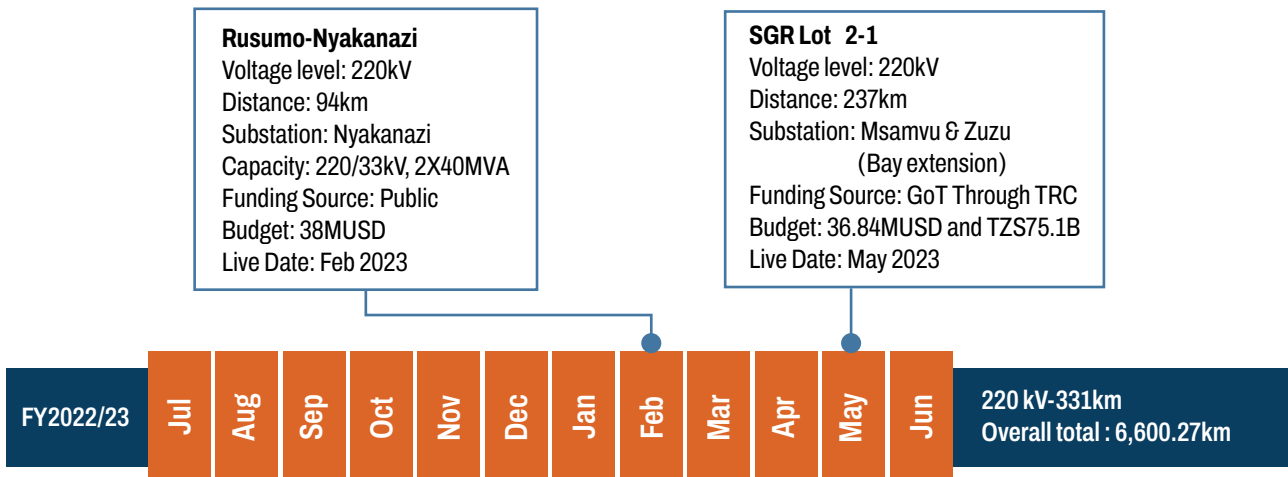 Rusumo-Nyakanazi
Voltage level: 220kV
Distance: 94km
Substation: Nyakanazi
Capacity: 220/33kV, 2X40MVA
Funding Source: Public
Budget: 38MUSD
Live Date: Feb 2023
SGR Lot 2-1
Voltage level: 220kV
Distance: 237km
Substation: Msamvu & Zuzu
(Bay extension)
Funding Source: GoT Through TRC
Budget: 36.84MUSD and TZS75.1B
Live Date: May 2023
FY2022/23
Jul
Aug
Sep
Oct
Nov
Dec
Jan
Feb
Mar
Apr
May
Jun
220 kV-331km
Overall total : 6,600.27km